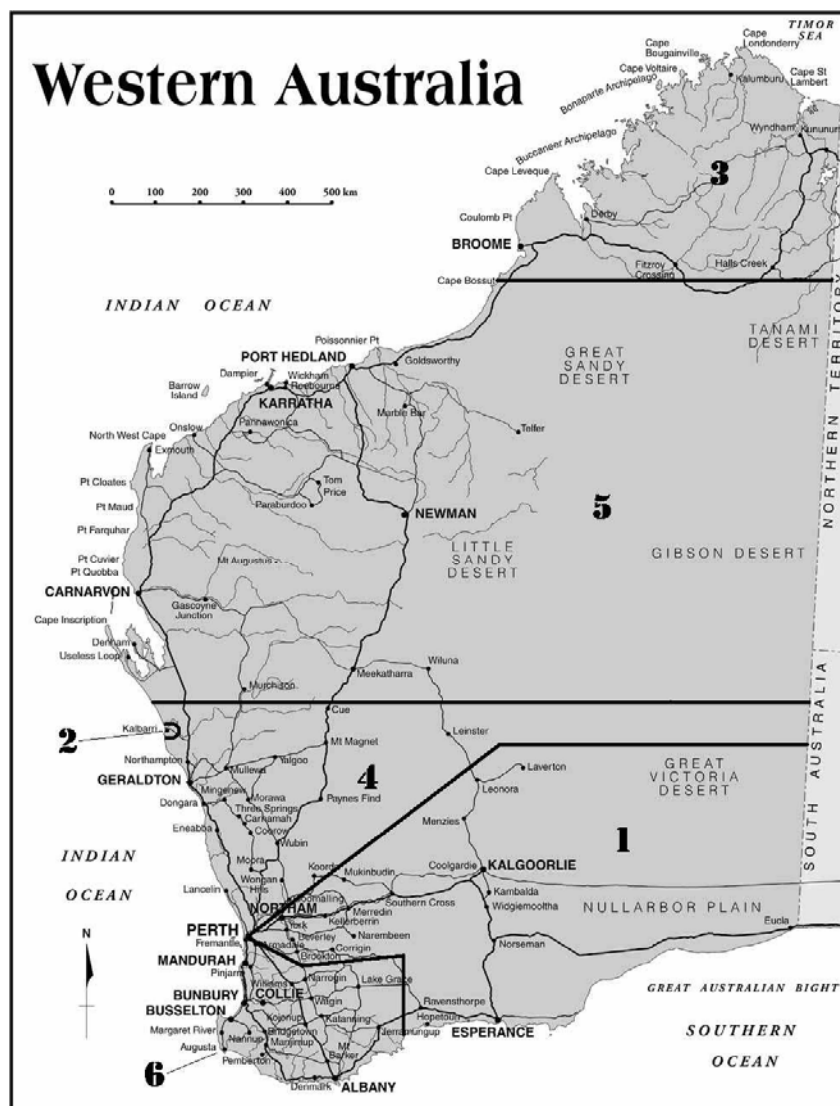 TIMOR
SEA
Cape
Londonderry
Cape
Bougainville
Cape Voltaire
Bonaparte Archipelago
Kalumburu
Cape St
Lambert
Western Australia
Wyndham
Kununur
Buccaneer Archipelago
3
0 100 200 300 400 500 km
Cape Leveque
Coulomb Pt
Derby
BROOME
Fitzroy
Crossing
Halls Creek
Cape Bossut
INDIAN OCEAN
NORTHERN TERRITORY
TANAMI
DESERT
GREAT
SANDY
DESERT
Poissonnier Pt
PORT HEDLAND
Goldsworthy
Dampier
Wickham
Roebourne
Barrow
Island
KARRATHA
Marble Bar
Onslow
Pannawonica
Telfer
North West Cape
Exmouth
Pt Cloates
Tom
Price
Paraburdoo
Pt Maud
NEWMAN
5
Pt Farquhar
LITTLE
SANDY
DESERT
GIBSON DESERT
Pt Cuvier
Mt Augustus
Pt Quobba
CARNARVON
Gascoyne
Junction
Cape Inscription
Denham
Useless Loop
Meekatharra
Wiluna
Murchison
SOUTH AUSTRALIA
Cue
2
Kalbarri
Leinster
Mt Magnet
Northampton
Yalgoo
Mullewa
4
GREAT
VICTORIA
DESERT
Laverton
GERALDTON
Leonora
Mingenew
Morawa
Paynes Find
Dongara
Three Springs
Carnamah
Menzies
Eneabba
Coorow
Wubin
1
INDIAN
OCEAN
Moora
Koorda
Mukinbudin
Coolgardie
KALGOORLIE
Wongan
Hills
Lancelin
Goomalling
Southern Cross
Kambalda
NORTHAM
Merredin
Widgiemooltha
NULLARBOR PLAIN
Kellerberrin
Eucla
N
PERTH
York
Fremantle
Beverley
Narembeen
Armadale
Corrigin
Norseman
Brookton
MANDURAH
Pinjarra
Narrogin
Williams
Lake Grace
GREAT AUSTRALIAN BIGHT
BUNBURY
COLLIE
Wagin
Ravensthorpe
BUSSELTON
Kojonup
Katanning
Hopetoun
ESPERANCE
SOUTHERN
OCEAN
Margaret River
Bridgetown
Jerramungup
Nannup
Manjimup
Augusta
Mt
Barker
6
Pemberton
Denmark
ALBANY